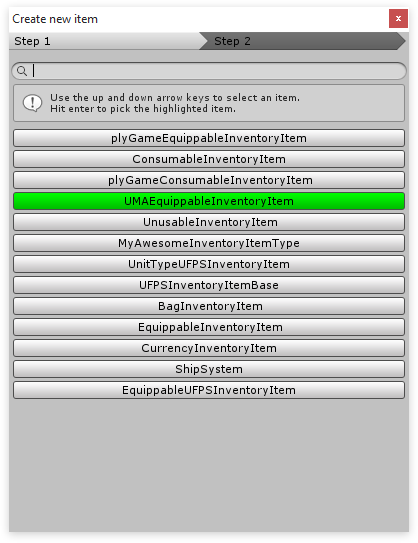 Create new item
x
Step 1
Step 2
Use the up and down arrow keys to select an item.
Hit enter to pick the highlighted item.
plyGameEquippableInventoryItem
ConsumableInventoryItem
plyGameConsumableInventoryItem
UMAEquippableInventoryItem
UnusableInventoryItem
MyAwesomeInventoryItemType
UnitTypeUFPSInventoryItem
UFPSInventoryItemBase
BagInventoryItem
EquippableInventoryItem
CurrencyInventoryItem
ShipSystem
EquippableUFPSInventoryItem